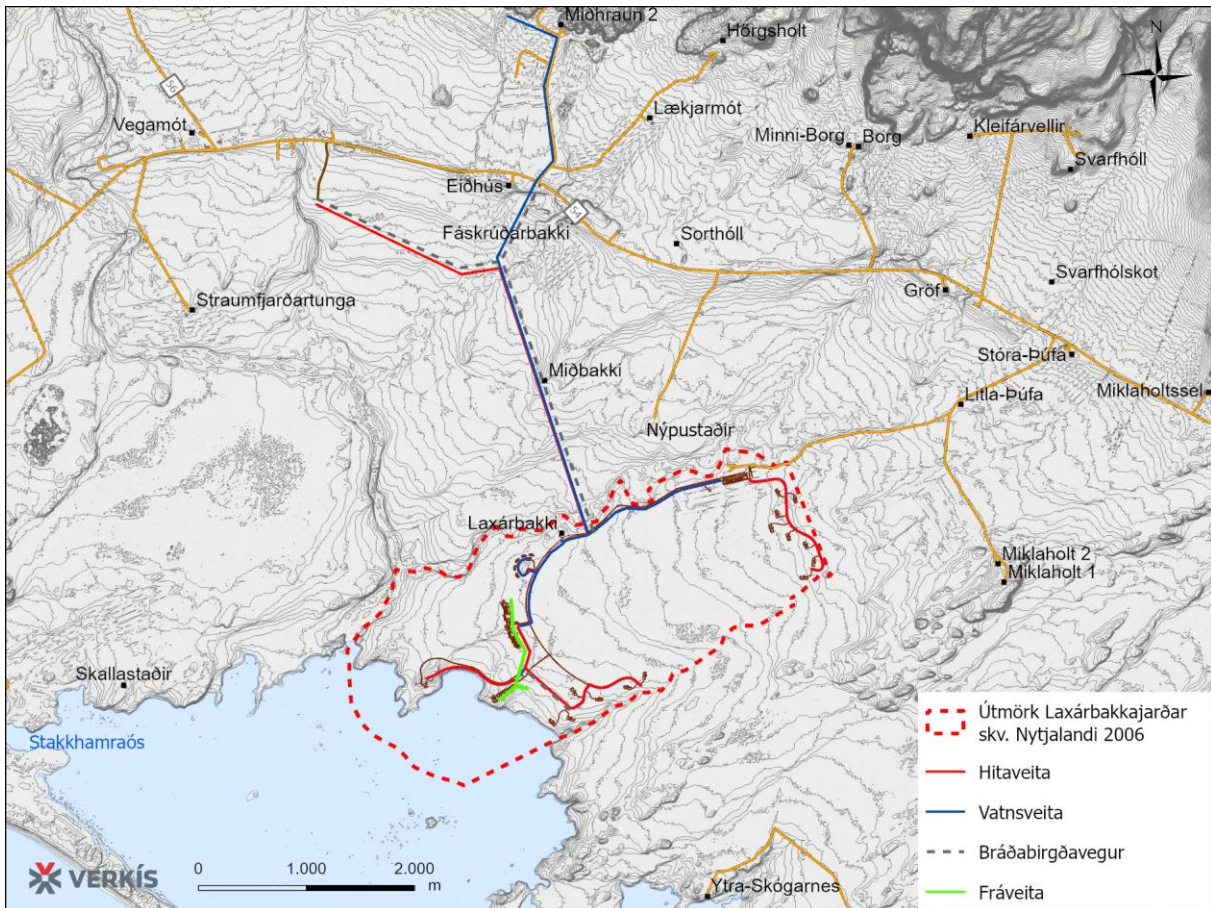 Miðhraun 2
Hörgsholt
N
56
Vegamót
Lækjarmót
Minni-Borg
Borg
Kleifárvellir
Svarfhóll
Eiðhús
54
Fáskrúðarbakki
Sorthóll
Svarfhólskot
Straumfjarðartunga
Gröf
Stóra-Þúfa
Miðbakki
Miklaholtssel
Litla-Þúfa
Nýpustaðir
Laxárbakki
Miklaholt 2
Miklaholt 1
Skallastaðir
Stakkhamraós
Útmörk Laxárbakkajarðar
skv. Nytjalandi 2006
Hitaveita
Vatnsveita
Bráðabirgðavegur
Fráveita
VERKÍS
0 1.000 2.000
m
Ytra-Skógarnes